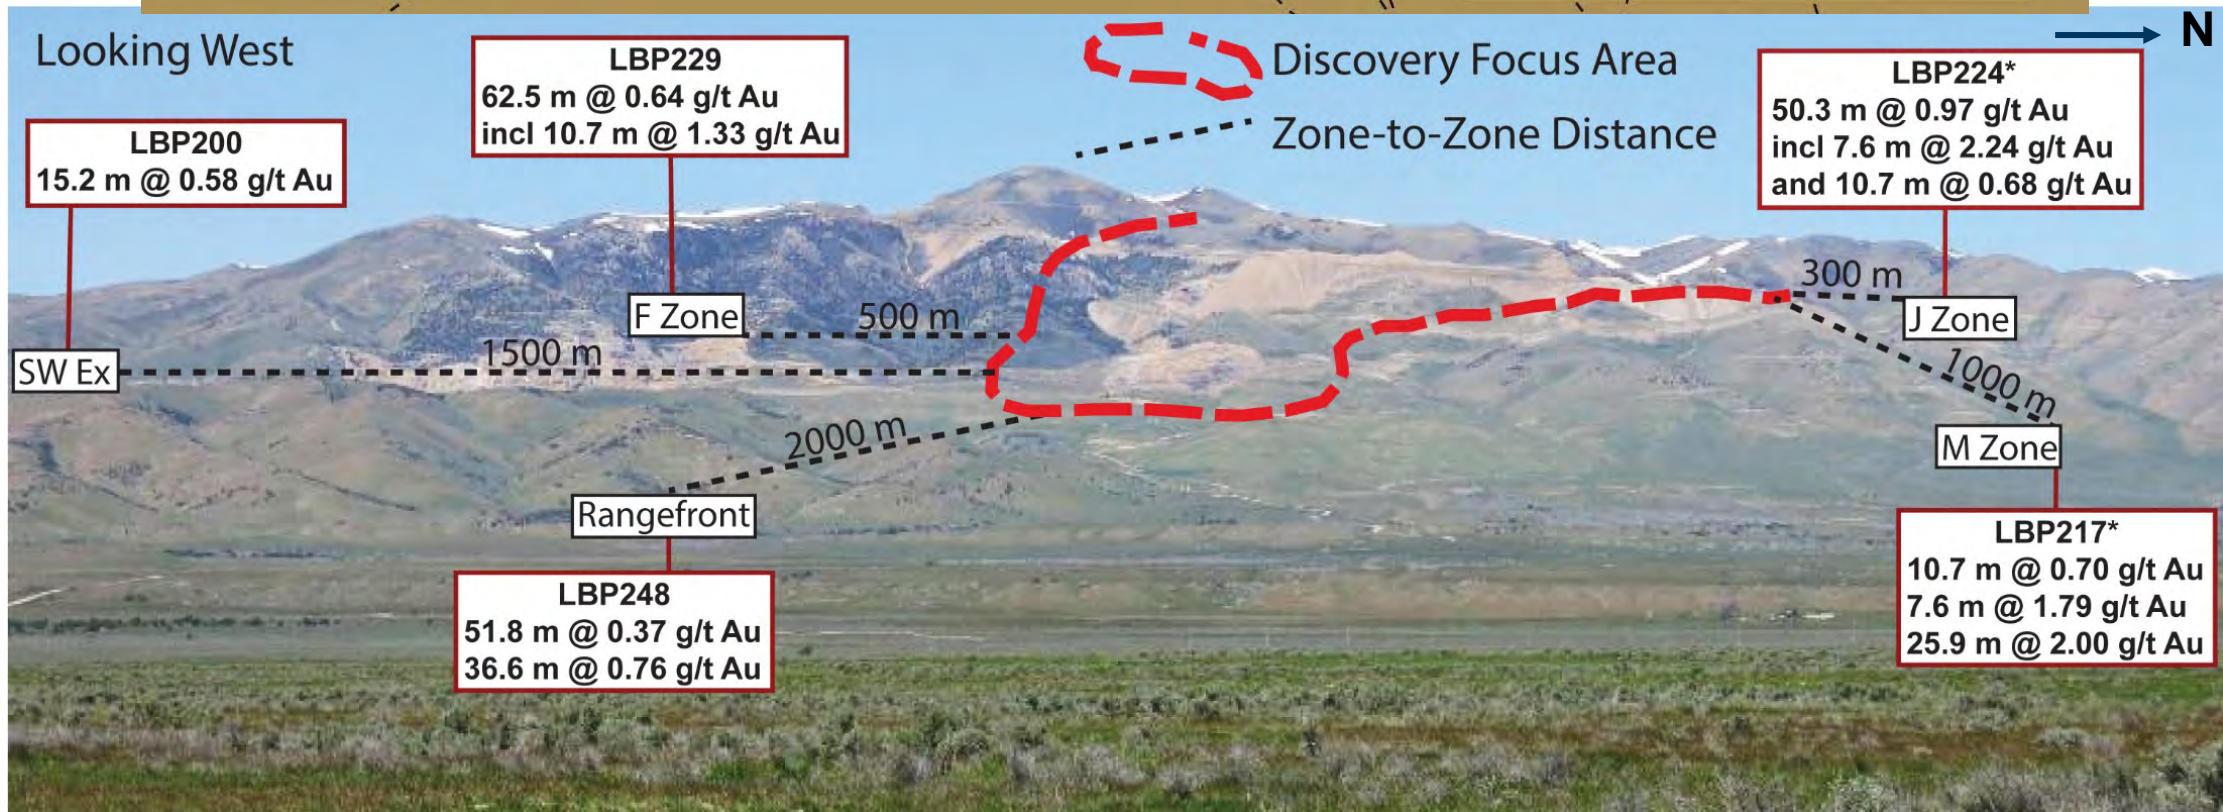 Looking West
N
LBP229
62.5 m @ 0.64 g/t Au
incl 10.7 m @ 1.33 g/t Au
Discovery Focus Area
Zone-to-Zone Distance
LBP224*
50.3 m @ 0.97 g/t Au
incl 7.6 m @ 2.24 g/t Au
and 10.7 m @ 0.68 g/t Au
LBP200
15.2 m @ 0.58 g/t Au
F Zone
500 m
300 m
J Zone
SW Ex
1500 m
1000 m
2000 m
M Zone
Rangefront
LBP248
51.8 m @ 0.37 g/t Au
36.6 m @ 0.76 g/t Au
LBP217*
10.7 m @ 0.70 g/t Au
7.6 m @ 1.79 g/t Au
25.9 m @ 2.00 g/t Au